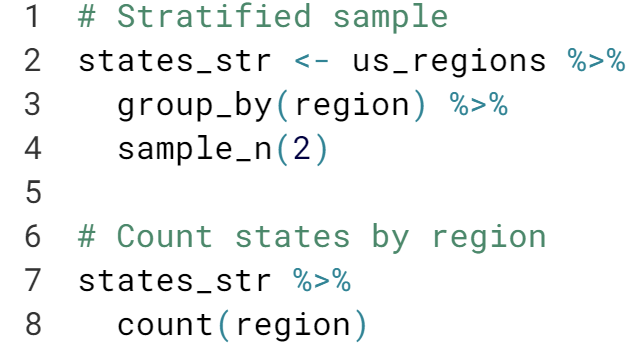 1 # Stratified sample
2 states_str <- us_regions %>%
3   group_by(region) %>%
4   sample_n(2)
5
6 # Count states by region
7 states_str %>%
8   count(region)